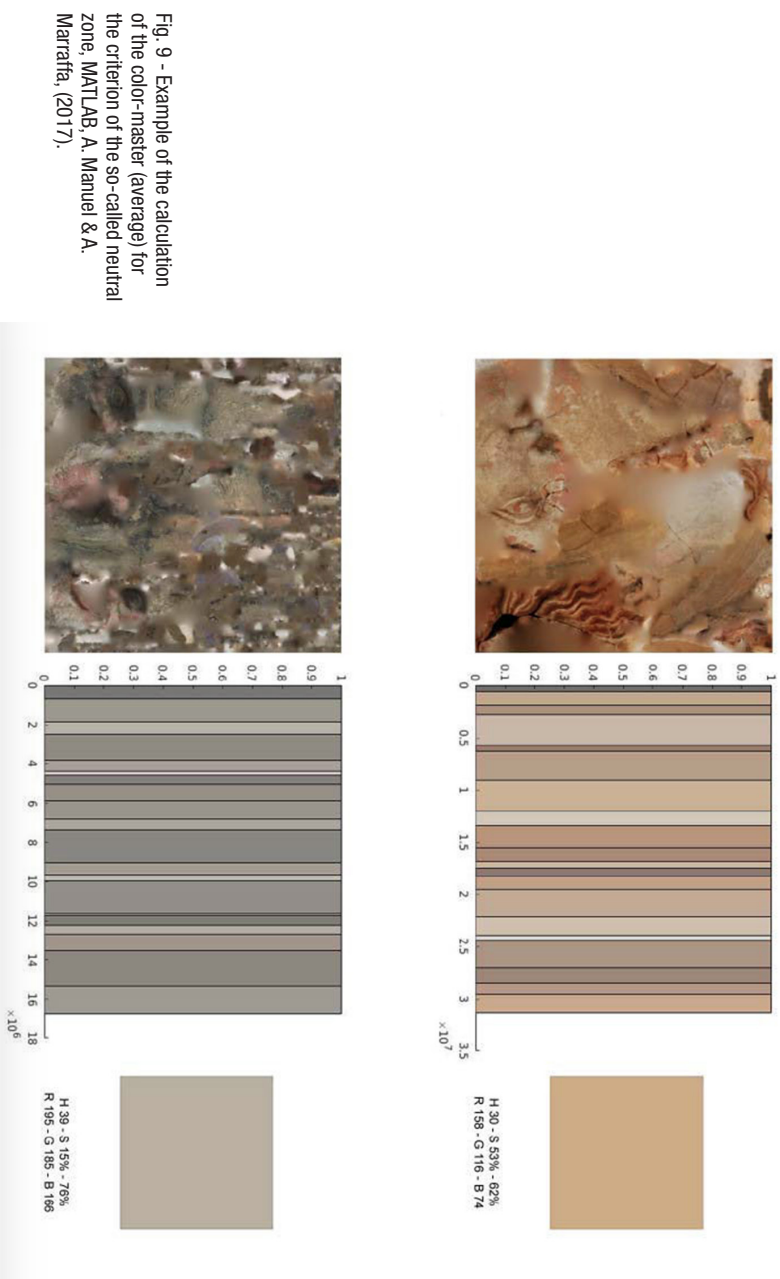 Fig. 9 - Example of the calculation
of the color-master (average) for
the criterion of the so-called neutral
zone, MATLAB, A. Manuel & A.
Marraffa, (2017).
1
0.9
0.8
0.7
0.6
0.5
0.4
0.3
0.2
0.1
0
0 0.5 1 1.5 2 2.5 3 3.5
×10⁷
H 30 - S 53% - 62%
R 158 - G 116 - B 74
1
0.9
0.8
0.7
0.6
0.5
0.4
0.3
0.2
0.1
0
0 2 4 6 8 10 12 14 16 18
×10⁶
H 39 - S 15% - 76%
R 195 - G 185 - B 166